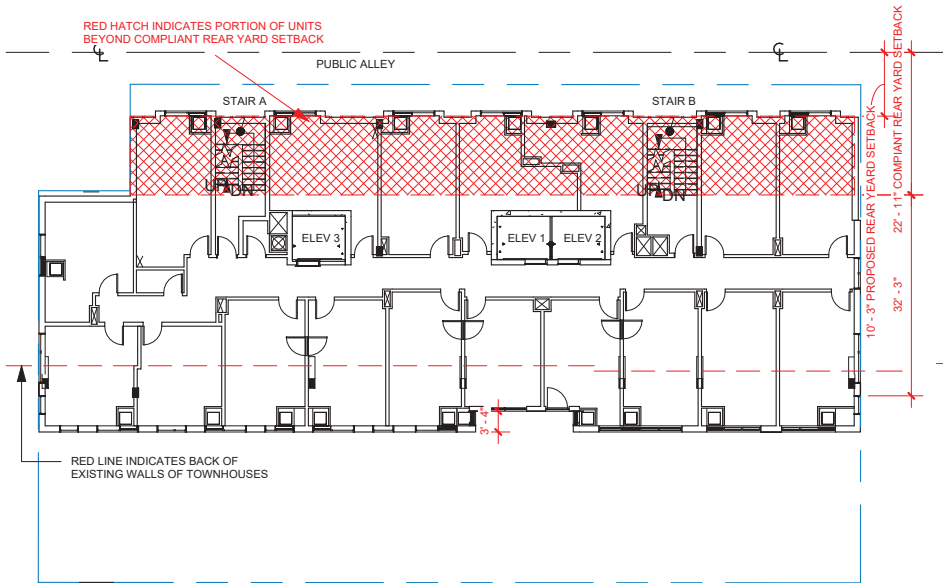 RED HATCH INDICATES PORTION OF UNITS
BEYOND COMPLIANT REAR YARD SETBACK
PUBLIC ALLEY
STAIR A
STAIR B
UP
DN
UP
DN
ELEV 3
ELEV 1
ELEV 2
10' - 3" PROPOSED REAR YEARD SETBACK
22' - 11" COMPIANT REAR YARD SETBACK
32' - 3"
3' - 4"
RED LINE INDICATES BACK OF
EXISTING WALLS OF TOWNHOUSES